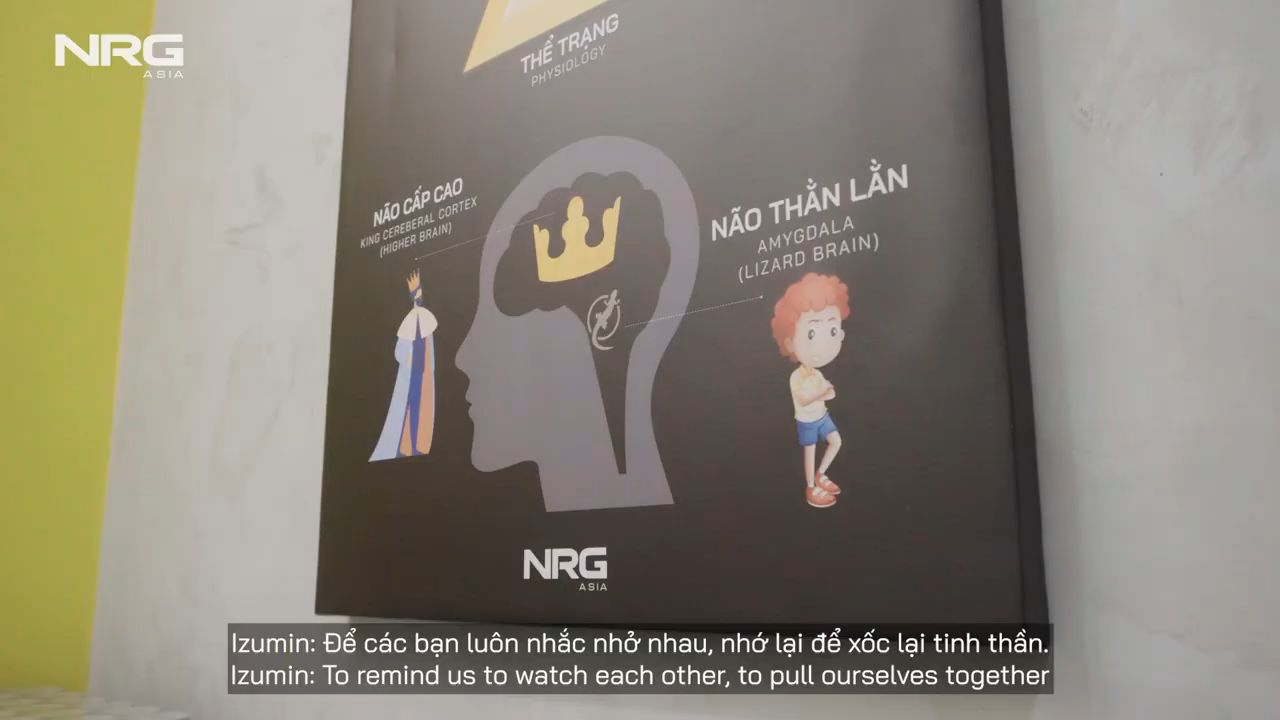 NRG
ASIA
THỂ TRẠNG
PHYSIOLOGY
NÃO CẤP CAO
KING CEREBERAL CORTEX
(HIGHER BRAIN)
NÃO THẰN LẰN
AMYGDALA
(LIZARD BRAIN)
NRG
ASIA
Izumin: Để các bạn luôn nhắc nhở nhau, nhớ lại để xốc lại tinh thần.
Izumin: To remind us to watch each other, to pull ourselves together